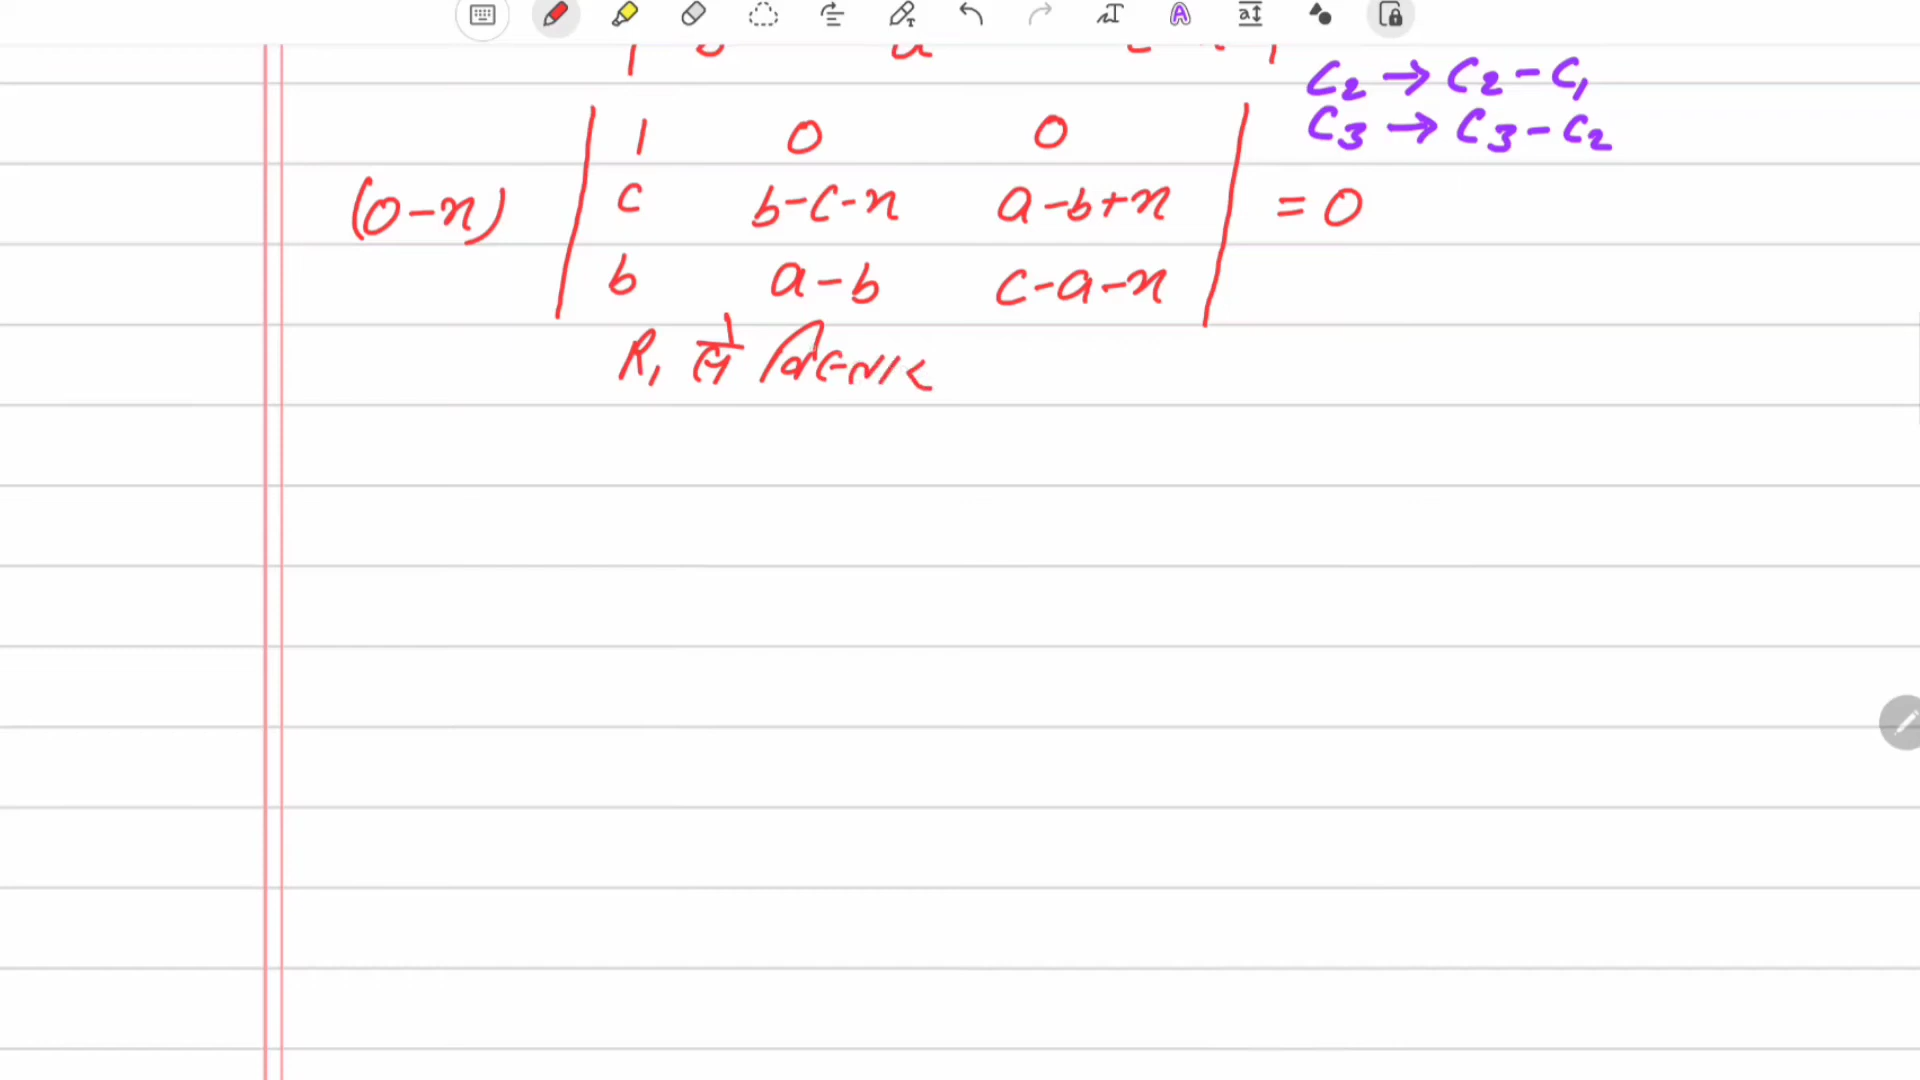 C₂ → C₂ - C₁
C₃ → C₃ - C₂
| 1 0 0 |
(0-x) | c b-c-x a-b+x | = 0
| b a-b c-a-x |
R₁ से